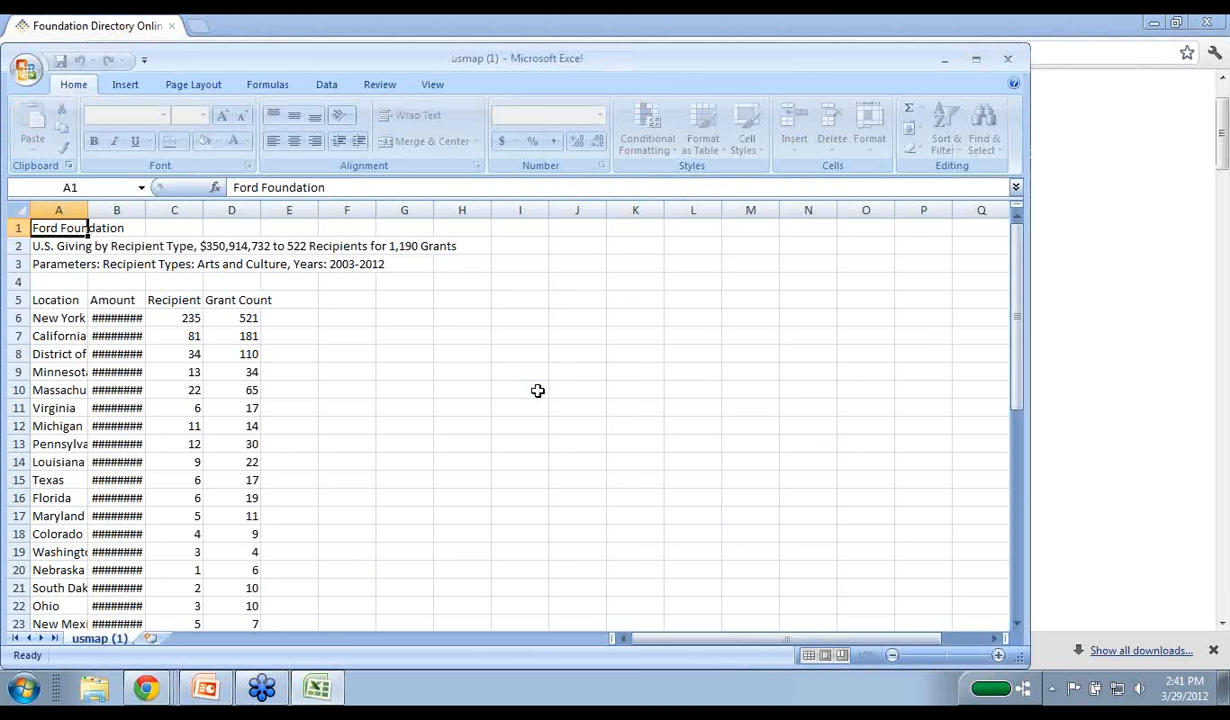 Foundation Directory Onlin
usmap (1) - Microsoft Excel
Home Insert Page Layout Formulas Data Review View
Paste
B I U
Wrap Text
Merge & Center
$ % ,
Conditional Formatting
Format as Table
Cell Styles
Insert Delete Format
Sort & Filter
Find & Select
Clipboard Font Alignment Number Styles Cells Editing
A1 fx Ford Foundation
A B C D E F G H I J K L M N O P Q
1 Ford Foundation
2 U.S. Giving by Recipient Type, $350,914,732 to 522 Recipients for 1,190 Grants
3 Parameters: Recipient Types: Arts and Culture, Years: 2003-2012
4
5 Location Amount Recipient Grant Count
6 New York ######## 235 521
7 California ######## 81 181
8 District of ######## 34 110
9 Minnesota ######## 13 34
10 Massachu ######## 22 65
11 Virginia ######## 6 17
12 Michigan ######## 11 14
13 Pennsylva ######## 12 30
14 Louisiana ######## 9 22
15 Texas ######## 6 17
16 Florida ######## 6 19
17 Maryland ######## 5 11
18 Colorado ######## 4 9
19 Washingto ######## 3 4
20 Nebraska ######## 1 6
21 South Dak ######## 2 10
22 Ohio ######## 3 10
23 New Mexi ######## 5 7
usmap (1)
Ready
Show all downloads...
2:41 PM
3/29/2012